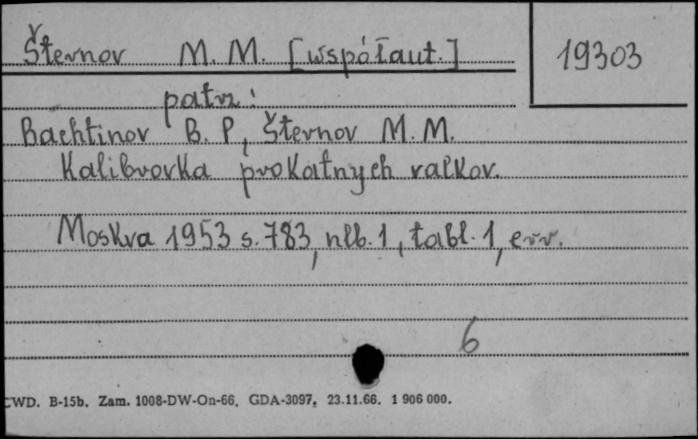 Šternov M. M. [współaut.]
19303
patrz:
Bachtinov B. P., Šternov M. M.
Kalibrovka prokatnych valkov.
Moskva 1953 s. 783, nlb. 1, tabl. 1, err.
6
CWD. B-15b. Zam. 1008-DW-On-66. GDA-3097, 23.11.66. 1 906 000.